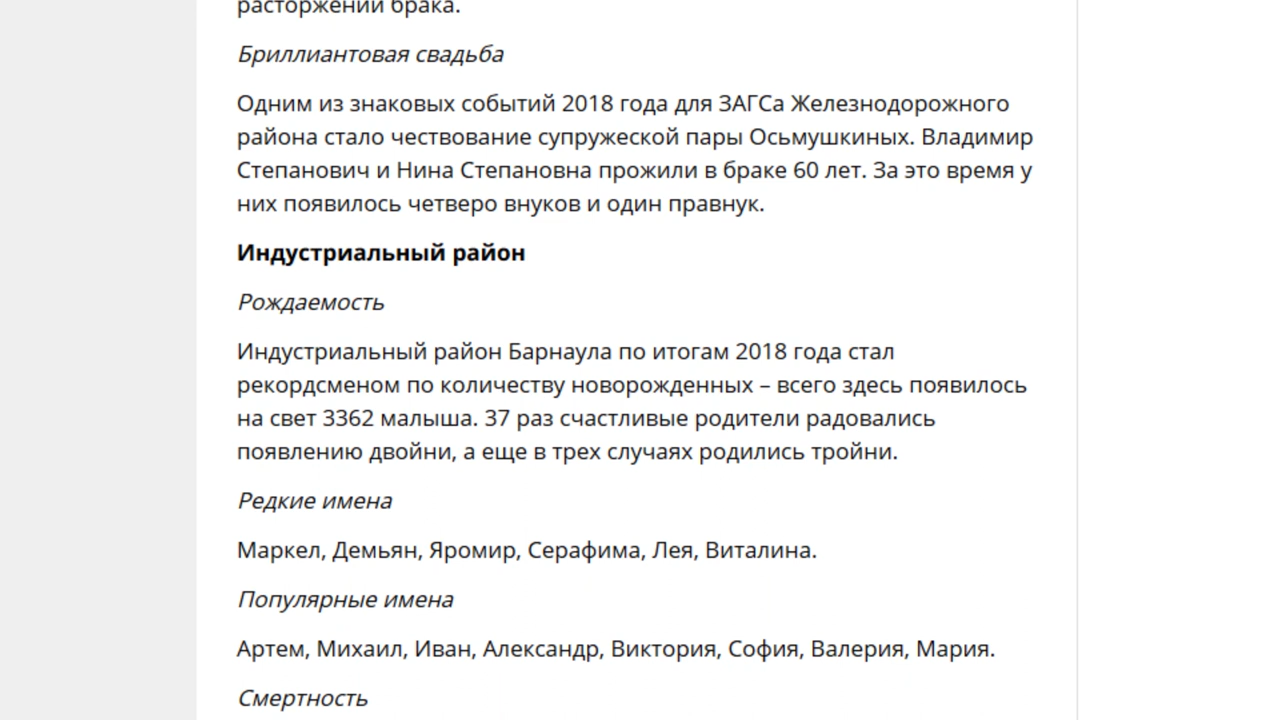 расторжении брака.
Бриллиантовая свадьба
Одним из знаковых событий 2018 года для ЗАГСа Железнодорожного
района стало чествование супружеской пары Осьмушкиных. Владимир
Степанович и Нина Степановна прожили в браке 60 лет. За это время у
них появилось четверо внуков и один правнук.
Индустриальный район
Рождаемость
Индустриальный район Барнаула по итогам 2018 года стал
рекордсменом по количеству новорожденных – всего здесь появилось
на свет 3362 малыша. 37 раз счастливые родители радовались
появлению двойни, а еще в трех случаях родились тройни.
Редкие имена
Маркел, Демьян, Яромир, Серафима, Лея, Виталина.
Популярные имена
Артем, Михаил, Иван, Александр, Виктория, София, Валерия, Мария.
Смертность